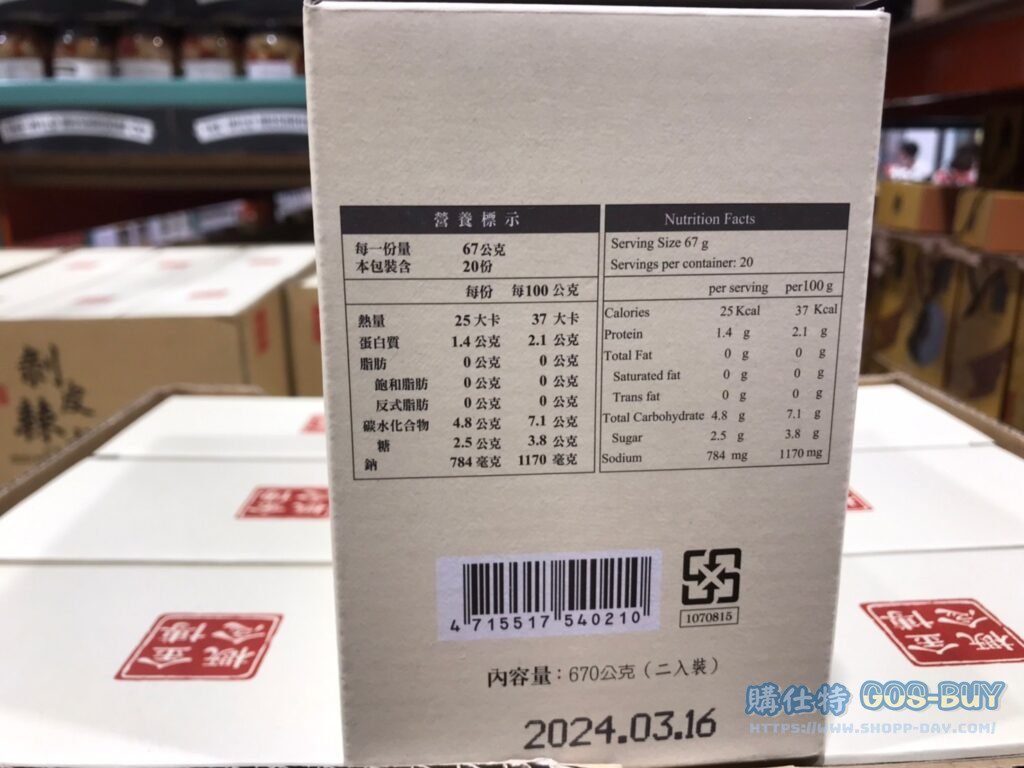 營養標示
每一份量 67公克
本包裝含 20份
每份 每100公克
熱量 25大卡 37大卡
蛋白質 1.4公克 2.1公克
脂肪 0公克 0公克
飽和脂肪 0公克 0公克
反式脂肪 0公克 0公克
碳水化合物 4.8公克 7.1公克
糖 2.5公克 3.8公克
鈉 784毫克 1170毫克
Nutrition Facts
Serving Size 67 g
Servings per container: 20
per serving per100 g
Calories 25 Kcal 37 Kcal
Protein 1.4 g 2.1 g
Total Fat 0 g 0 g
Saturated fat 0 g 0 g
Trans fat 0 g 0 g
Total Carbohydrate 4.8 g 7.1 g
Sugar 2.5 g 3.8 g
Sodium 784 mg 1170 mg
4 715517 540210
1070815
內容量：670公克（二入裝）
2024.03.16
剝皮
辣
購仕特 GOS-BUY
HTTPS://WWW.SHOPP-DAY.COM/